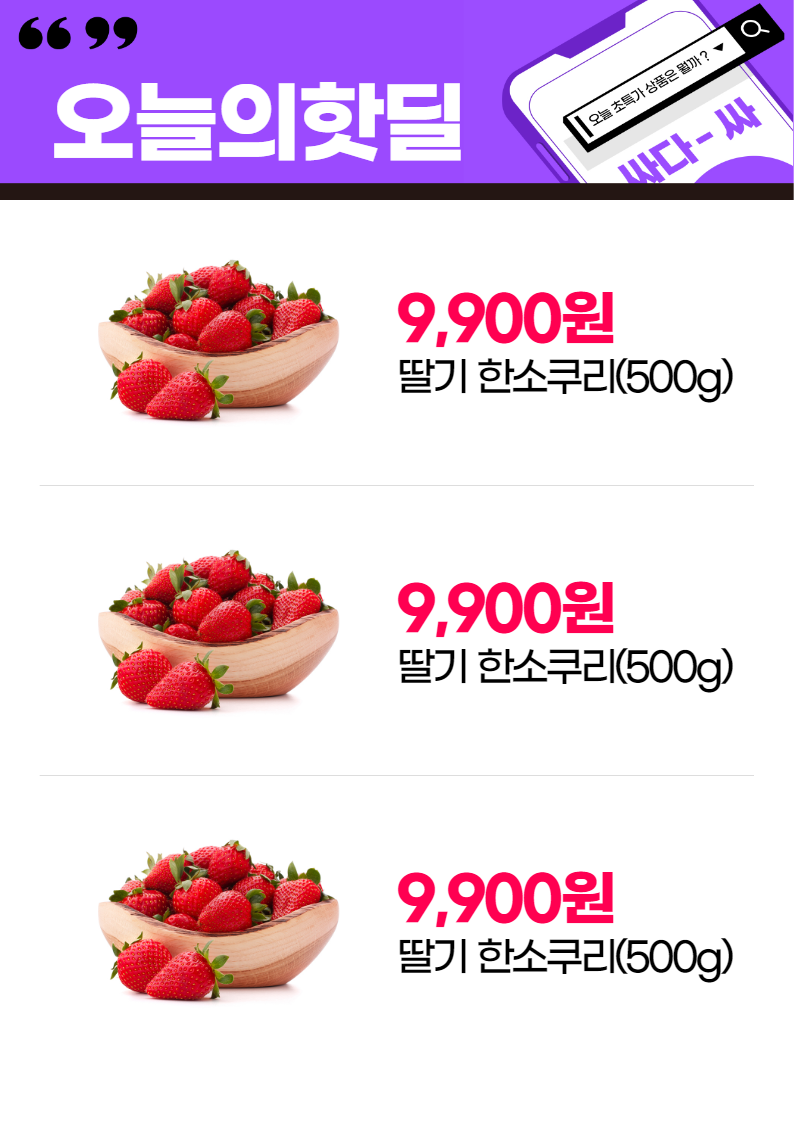 ❝ ❞
오늘의핫딜
오늘 초특가 상품은 뭘까 ? ▼
싸다- 싸
9,900원
딸기 한소쿠리(500g)
9,900원
딸기 한소쿠리(500g)
9,900원
딸기 한소쿠리(500g)